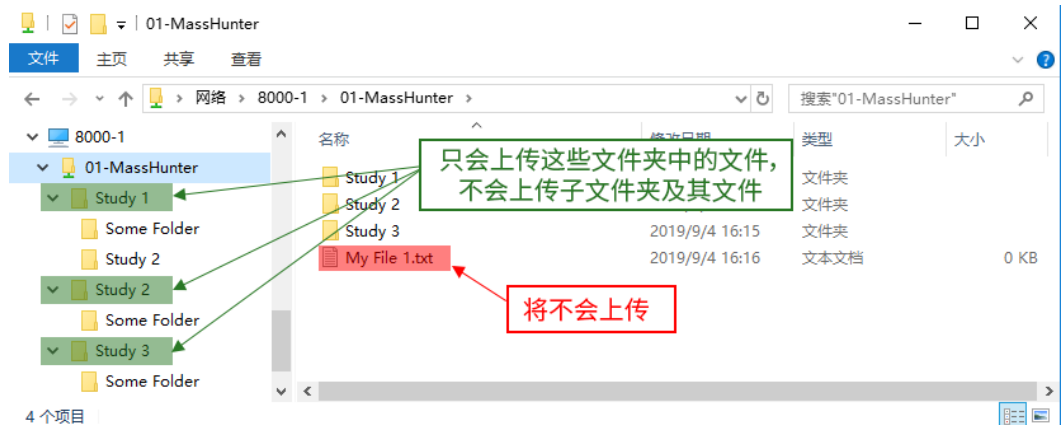 01-MassHunter
文件 主页 共享 查看
网络 8000-1 01-MassHunter
搜索"01-MassHunter"
8000-1
01-MassHunter
Study 1
Some Folder
Study 2
Study 2
Some Folder
Study 3
Some Folder
名称 修改日期 类型 大小
Study 1 文件夹
Study 2 文件夹
Study 3 2019/9/4 16:15 文件夹
My File 1.txt 2019/9/4 16:16 文本文档 0 KB
只会上传这些文件夹中的文件,
不会上传子文件夹及其文件
将不会上传
4 个项目